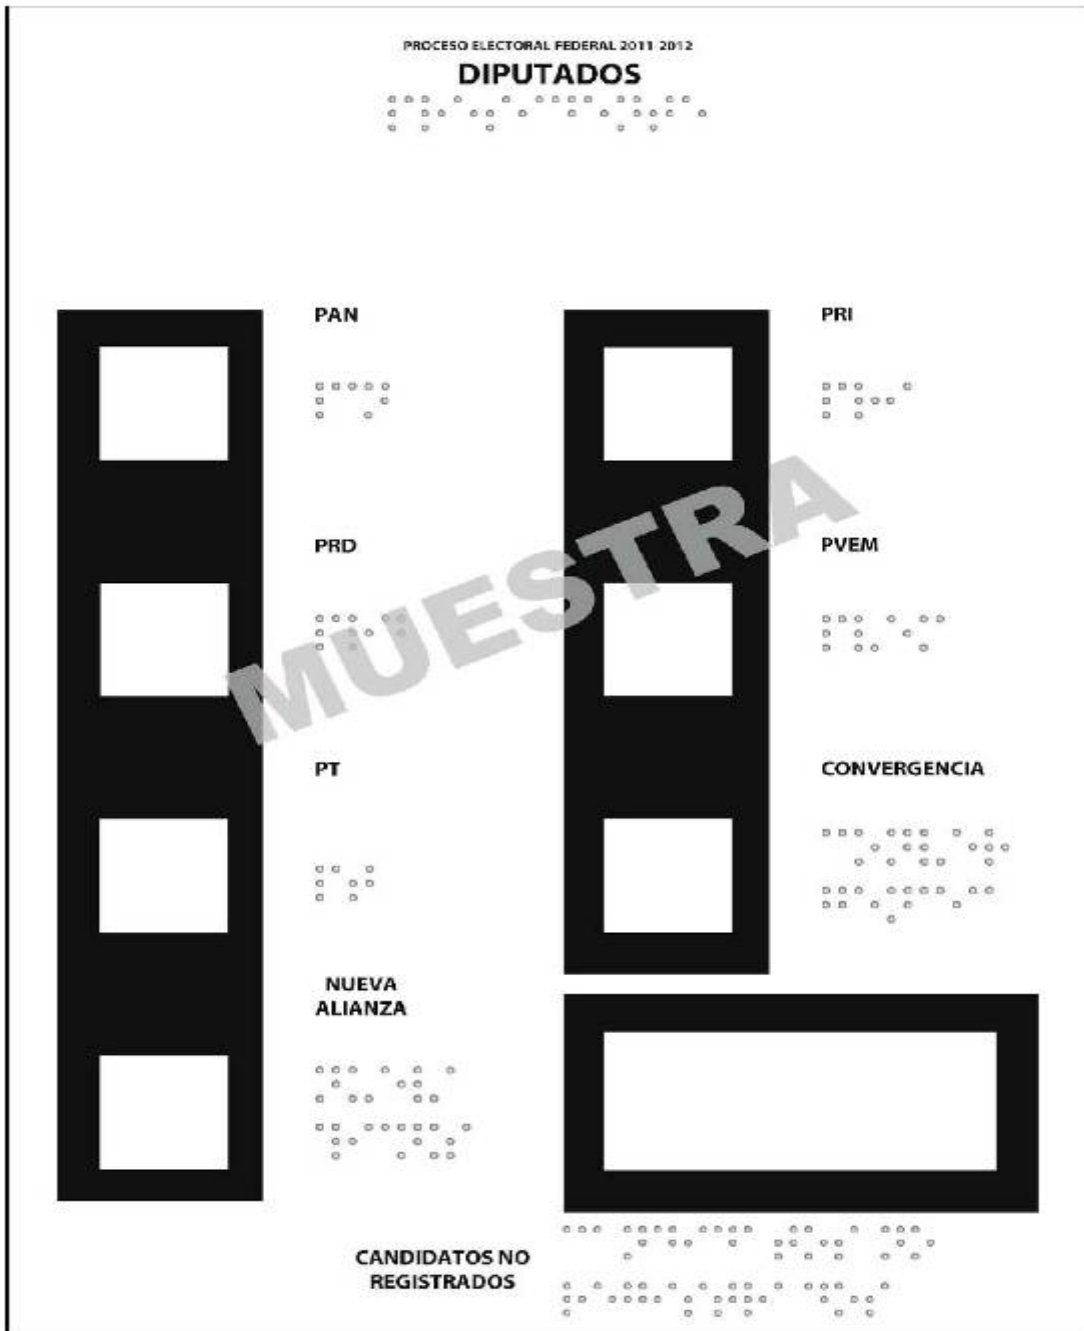 PROCESO ELECTORAL FEDERAL 2011-2012
DIPUTADOS
PAN
PRI
PRD
PVEM
MUESTRA
PT
CONVERGENCIA
NUEVA
ALIANZA
CANDIDATOS NO
REGISTRADOS